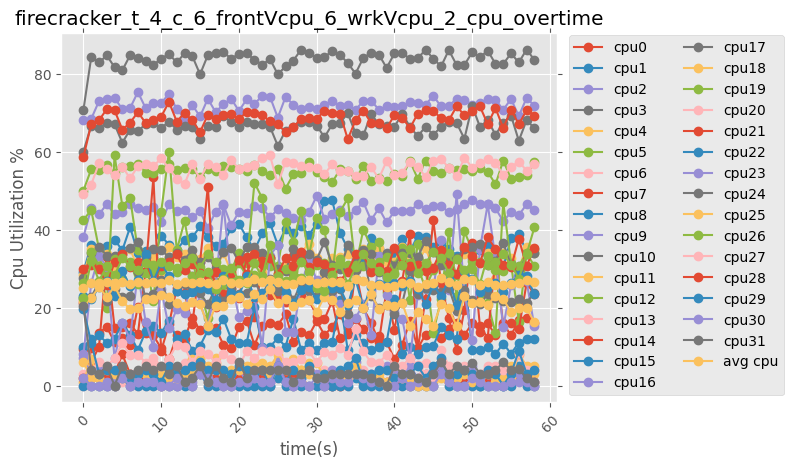 firecracker_t_4_c_6_frontVcpu_6_wrkVcpu_2_cpu_overtime
Cpu Utilization %
80
60
40
20
0
0
10
20
30
40
50
60
time(s)
cpu0
cpu1
cpu2
cpu3
cpu4
cpu5
cpu6
cpu7
cpu8
cpu9
cpu10
cpu11
cpu12
cpu13
cpu14
cpu15
cpu16
cpu17
cpu18
cpu19
cpu20
cpu21
cpu22
cpu23
cpu24
cpu25
cpu26
cpu27
cpu28
cpu29
cpu30
cpu31
avg cpu